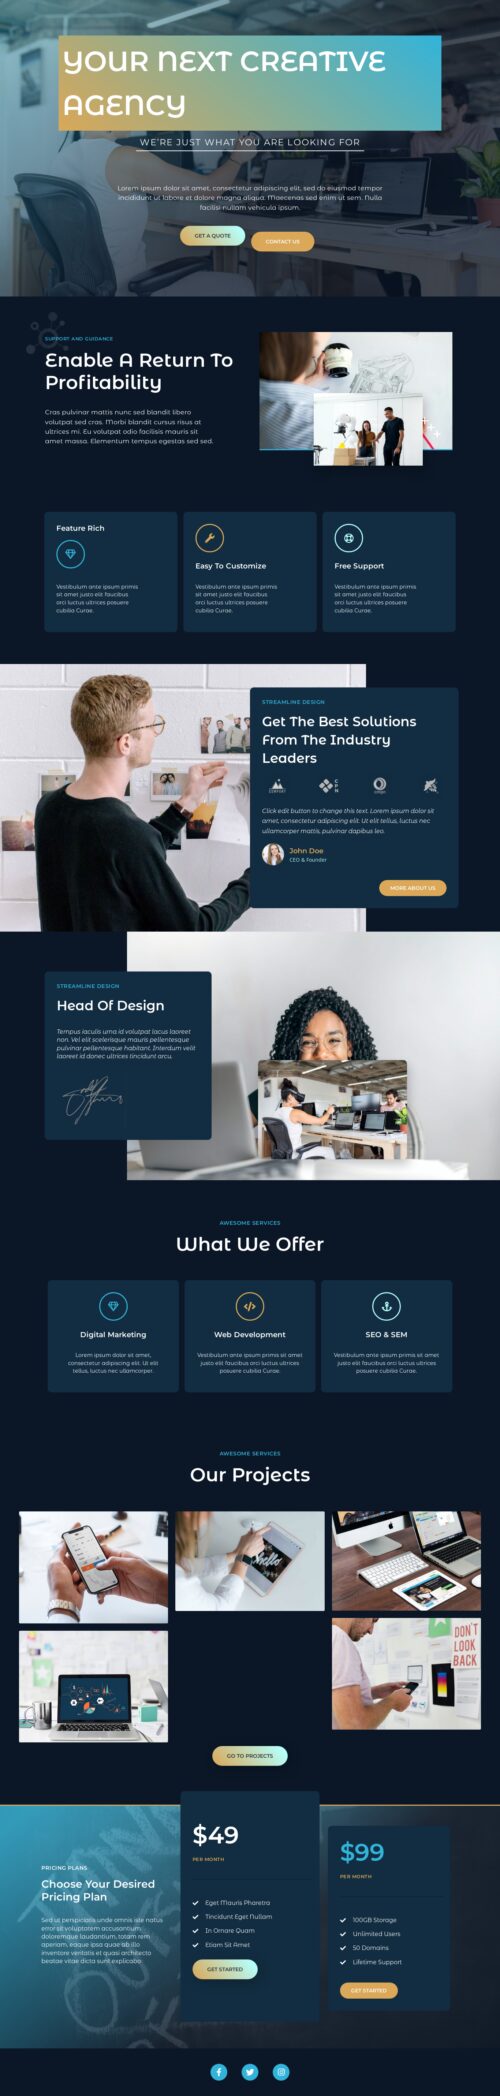 YOUR NEXT CREATIVE
AGENCY
WE'RE JUST WHAT YOU ARE LOOKING FOR
Lorem ipsum dolor sit amet, consectetur adipiscing elit, sed do eiusmod tempor
incididunt ut labore et dolore magna aliqua. Maecenas sed enim ut sem. Nulla
facilisi nullam vehicula ipsum.
GET A QUOTE
CONTACT US
SUPPORT AND GUIDANCE
Enable A Return To
Profitability
Cras pulvinar mattis nunc sed blandit libero
volutpat sed cras. Morbi blandit cursus risus at
ultrices mi. Eu volutpat odio facilisis mauris sit
amet massa. Elementum tempus egestas sed sed.
Feature Rich
Vestibulum ante ipsum primis
sit amet justo elit faucibus
orci luctus ultrices posuere
cubilia Curae.
Easy To Customize
Vestibulum ante ipsum primis
sit amet justo elit faucibus
orci luctus ultrices posuere
cubilia Curae.
Free Support
Vestibulum ante ipsum primis
sit amet justo elit faucibus
orci luctus ultrices posuere
cubilia Curae.
STREAMLINE DESIGN
Get The Best Solutions
From The Industry
Leaders
Click edit button to change this text. Lorem ipsum dolor sit
amet, consectetur adipiscing elit. Ut elit tellus, luctus nec
ullamcorper mattis, pulvinar dapibus leo.
John Doe
CEO & Founder
MORE ABOUT US
STREAMLINE DESIGN
Head Of Design
Tempus iaculis urna id volutpat lacus laoreet
non. Vel elit scelerisque mauris pellentesque
pulvinar pellentesque habitant. Interdum velit
laoreet id donec ultrices tincidunt arcu.
AWESOME SERVICES
What We Offer
Digital Marketing
Lorem ipsum dolor sit amet,
consectetur adipiscing elit. Ut elit
tellus, luctus nec ullamcorper.
Web Development
Vestibulum ante ipsum primis sit amet
justo elit faucibus orci luctus ultrices
posuere cubilia Curae.
SEO & SEM
Vestibulum ante ipsum primis sit amet
justo elit faucibus orci luctus ultrices
posuere cubilia Curae.
AWESOME SERVICES
Our Projects
hello
DON'T
LOOK
BACK
GO TO PROJECTS
PRICING PLANS
Choose Your Desired
Pricing Plan
Sed ut perspiciatis unde omnis iste natus
error sit voluptatem accusantium
doloremque laudantium, totam rem
aperiam, eaque ipsa quae ab illo
inventore veritatis et quasi architecto
beatae vitae dicta sunt explicabo.
$49
PER MONTH
Eget Mauris Pharetra
Tincidunt Eget Nullam
In Ornare Quam
Etiam Sit Amet
GET STARTED
$99
PER MONTH
100GB Storage
Unlimited Users
50 Domains
Lifetime Support
GET STARTED